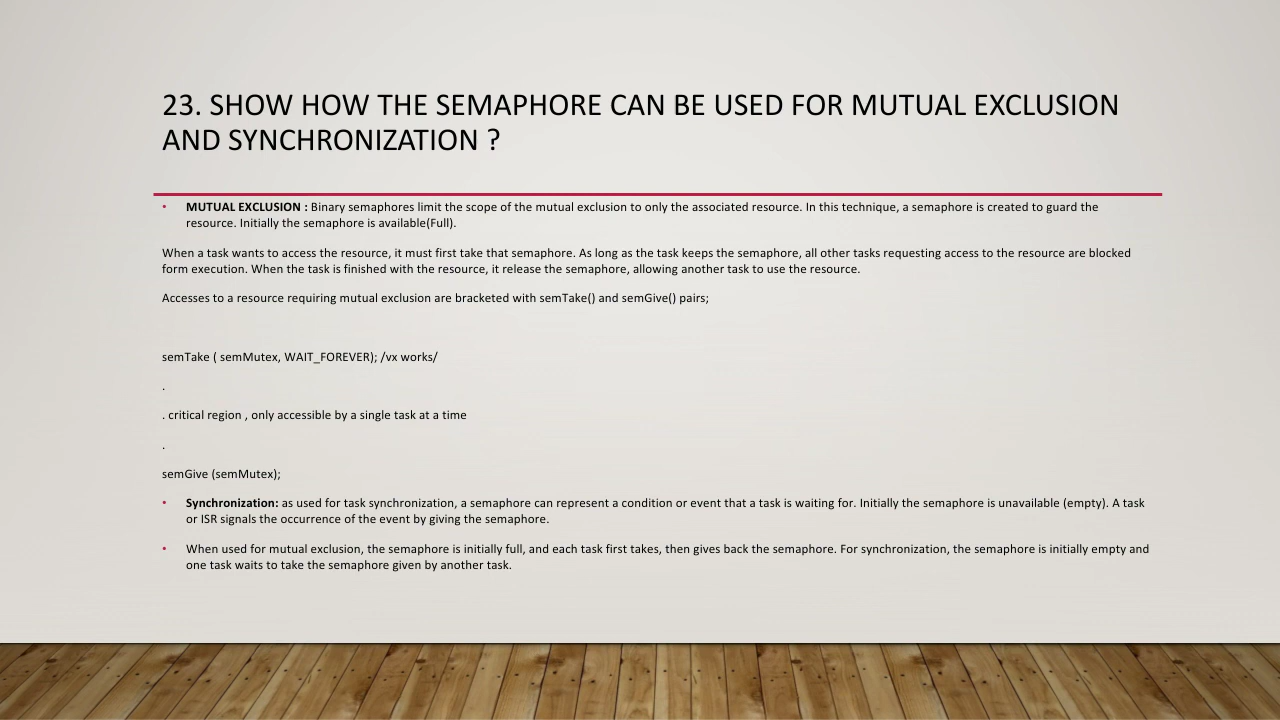 23. SHOW HOW THE SEMAPHORE CAN BE USED FOR MUTUAL EXCLUSION
AND SYNCHRONIZATION ?
• MUTUAL EXCLUSION : Binary semaphores limit the scope of the mutual exclusion to only the associated resource. In this technique, a semaphore is created to guard the
resource. Initially the semaphore is available(Full).
When a task wants to access the resource, it must first take that semaphore. As long as the task keeps the semaphore, all other tasks requesting access to the resource are blocked
form execution. When the task is finished with the resource, it release the semaphore, allowing another task to use the resource.
Accesses to a resource requiring mutual exclusion are bracketed with semTake() and semGive() pairs;
semTake ( semMutex, WAIT_FOREVER); /vx works/
.
. critical region , only accessible by a single task at a time
.
semGive (semMutex);
• Synchronization: as used for task synchronization, a semaphore can represent a condition or event that a task is waiting for. Initially the semaphore is unavailable (empty). A task
or ISR signals the occurrence of the event by giving the semaphore.
• When used for mutual exclusion, the semaphore is initially full, and each task first takes, then gives back the semaphore. For synchronization, the semaphore is initially empty and
one task waits to take the semaphore given by another task.